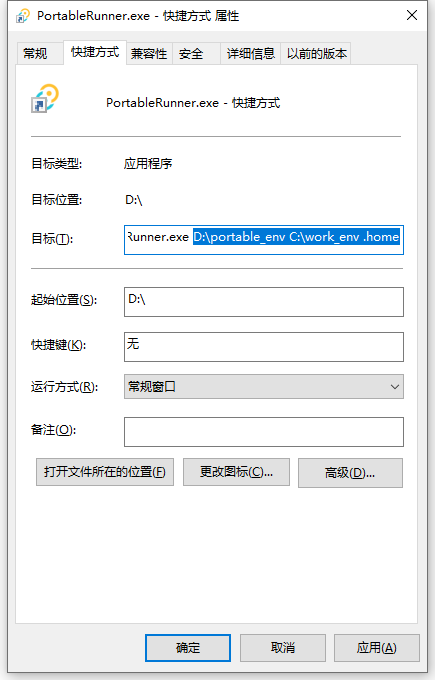 PortableRunner.exe - 快捷方式 属性
常规 快捷方式 兼容性 安全 详细信息 以前的版本
PortableRunner.exe - 快捷方式
目标类型: 应用程序
目标位置: D:\
目标(T): Runner.exe D:\portable_env C:\work_env .home
起始位置(S): D:\
快捷键(K): 无
运行方式(R): 常规窗口
备注(O):
打开文件所在的位置(F) 更改图标(C)... 高级(D)...
确定 取消 应用(A)